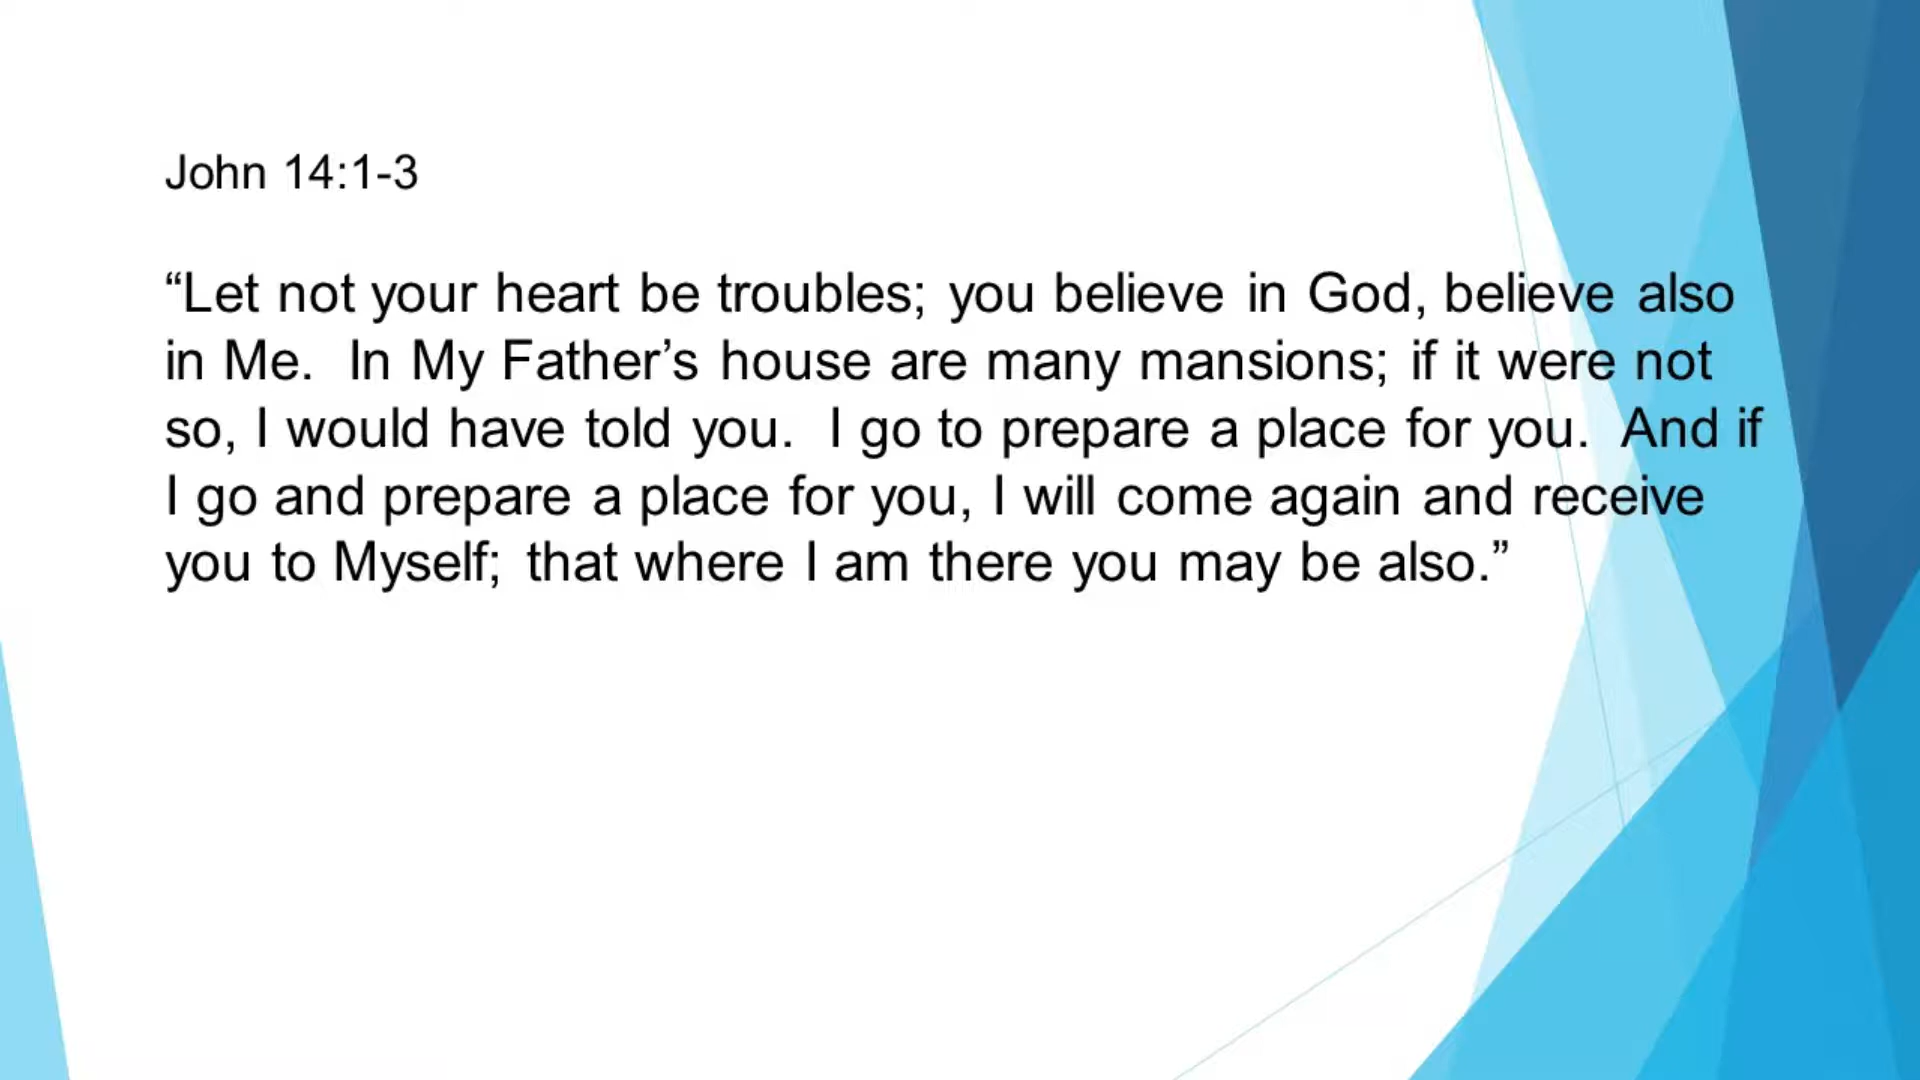 John 14:1-3
“Let not your heart be troubles; you believe in God, believe also
in Me.  In My Father’s house are many mansions; if it were not
so, I would have told you.  I go to prepare a place for you.  And if
I go and prepare a place for you, I will come again and receive
you to Myself; that where I am there you may be also.”